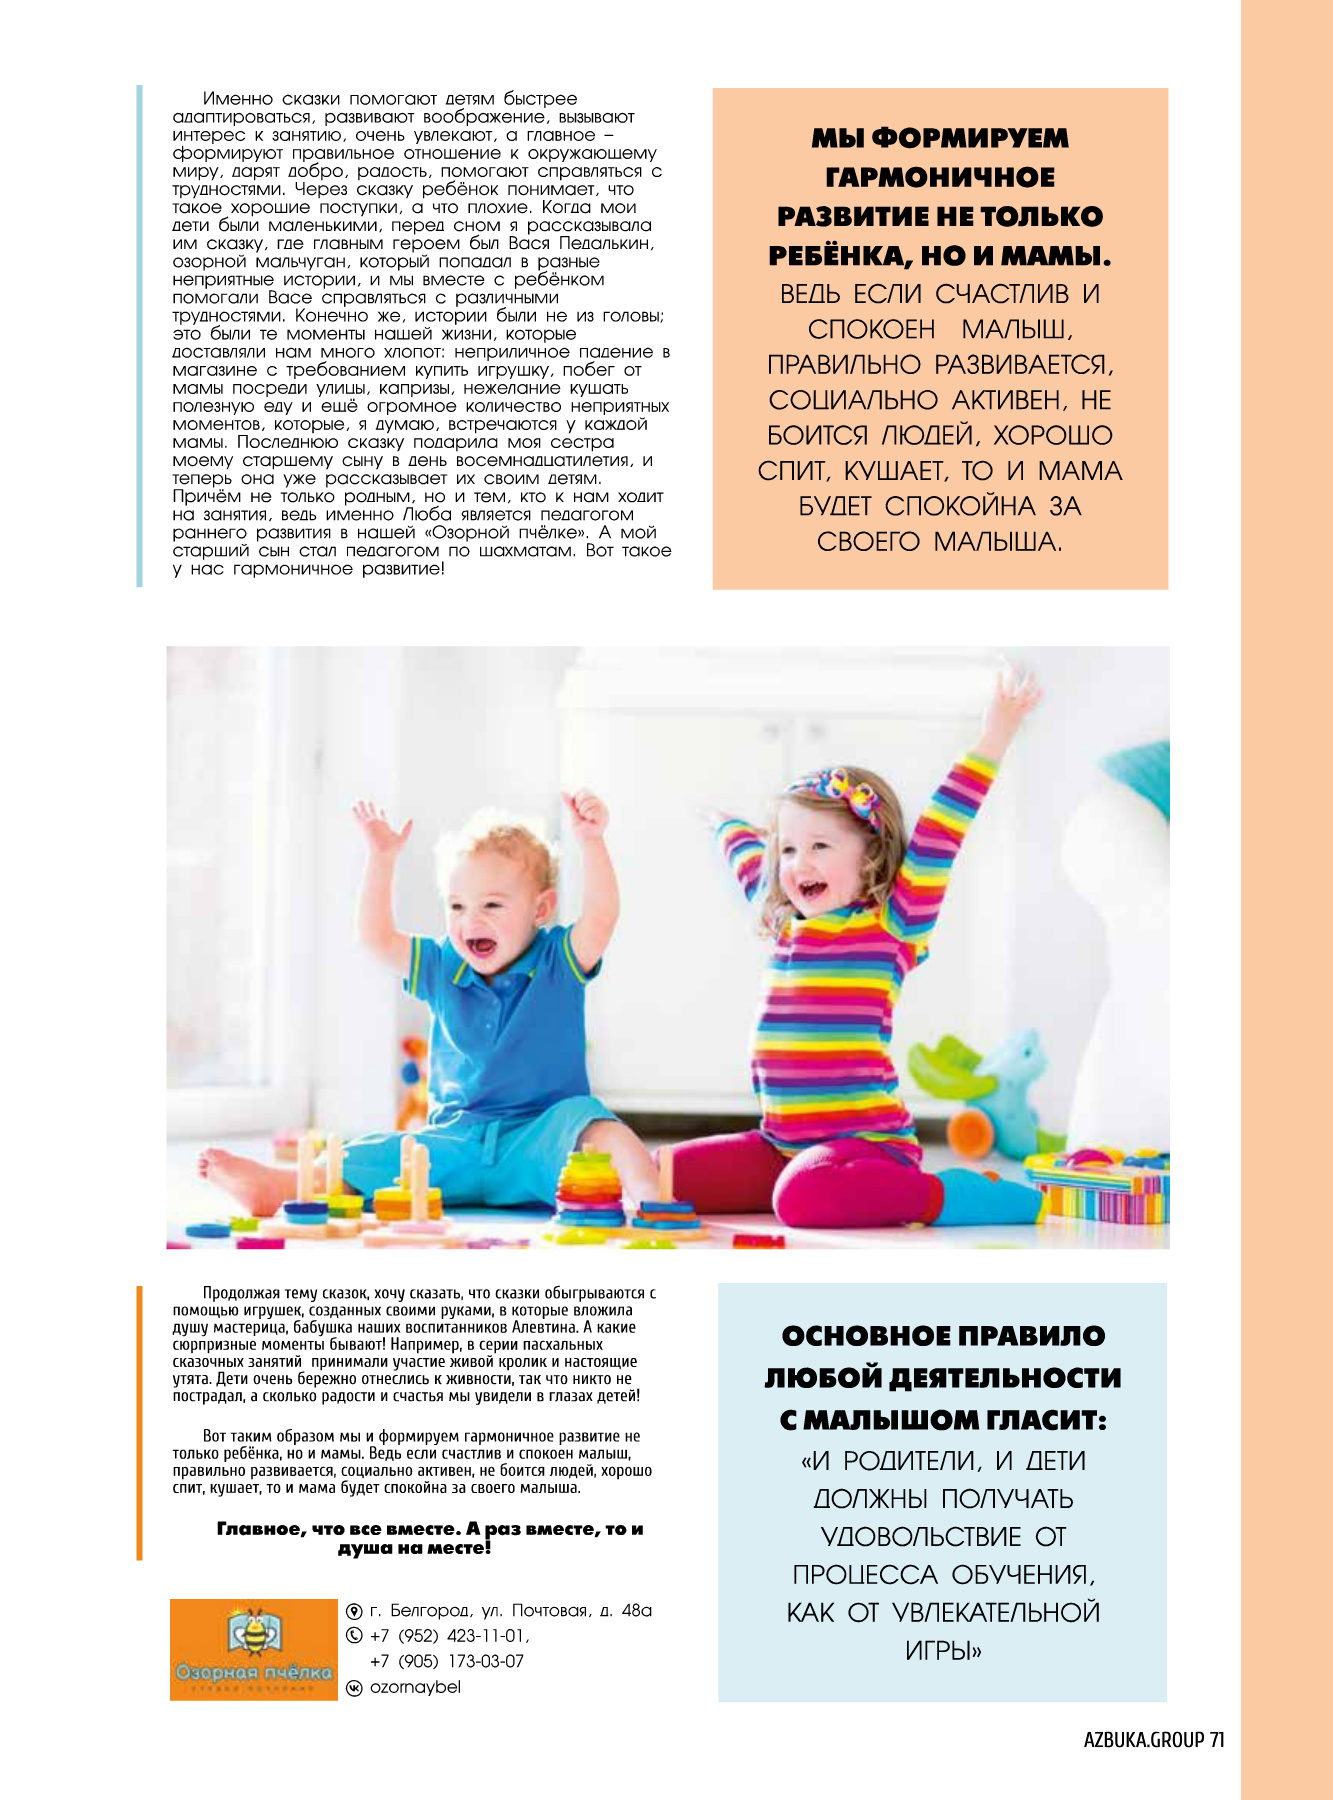 Именно сказки помогают детям быстрее
адаптироваться, развивают воображение, вызывают
интерес к занятию, очень увлекают, а главное –
формируют правильное отношение к окружающему
миру, дарят добро, радость, помогают справляться с
трудностями. Через сказку ребёнок понимает, что
такое хорошие поступки, а что плохие. Когда мои
дети были маленькими, перед сном я рассказывала
им сказку, где главным героем был Вася Педалькин,
озорной мальчуган, который попадал в разные
неприятные истории, и мы вместе с ребёнком
помогали Васе справляться с различными
трудностями. Конечно же, истории были не из головы;
это были те моменты нашей жизни, которые
доставляли нам много хлопот: неприличное падение в
магазине с требованием купить игрушку, побег от
мамы посреди улицы, капризы, нежелание кушать
полезную еду и ещё огромное количество неприятных
моментов, которые, я думаю, встречаются у каждой
мамы. Последнюю сказку подарила моя сестра
моему старшему сыну в день восемнадцатилетия, и
теперь она уже рассказывает их своим детям.
Причём не только родным, но и тем, кто к нам ходит
на занятия, ведь именно Люба является педагогом
раннего развития в нашей «Озорной пчёлке». А мой
старший сын стал педагогом по шахматам. Вот такое
у нас гармоничное развитие!
МЫ ФОРМИРУЕМ
ГАРМОНИЧНОЕ
РАЗВИТИЕ НЕ ТОЛЬКО
РЕБЁНКА, НО И МАМЫ.
ВЕДЬ ЕСЛИ СЧАСТЛИВ И
СПОКОЕН МАЛЫШ,
ПРАВИЛЬНО РАЗВИВАЕТСЯ,
СОЦИАЛЬНО АКТИВЕН, НЕ
БОИТСЯ ЛЮДЕЙ, ХОРОШО
СПИТ, КУШАЕТ, ТО И МАМА
БУДЕТ СПОКОЙНА ЗА
СВОЕГО МАЛЫША.
Продолжая тему сказок, хочу сказать, что сказки обыгрываются с
помощью игрушек, созданных своими руками, в которые вложила
душу мастерица, бабушка наших воспитанников Алевтина. А какие
сюрпризные моменты бывают! Например, в серии пасхальных
сказочных занятий принимали участие живой кролик и настоящие
утята. Дети очень бережно отнеслись к живности, так что никто не
пострадал, а сколько радости и счастья мы увидели в глазах детей!
Вот таким образом мы и формируем гармоничное развитие не
только ребёнка, но и мамы. Ведь если счастлив и спокоен малыш,
правильно развивается, социально активен, не боится людей, хорошо
спит, кушает, то и мама будет спокойна за своего малыша.
Главное, что все вместе. А раз вместе, то и
душа на месте!
Озорная пчёлка
г. Белгород, ул. Почтовая, д. 48а
+7 (952) 423-11-01,
+7 (905) 173-03-07
ozornaybel
ОСНОВНОЕ ПРАВИЛО
ЛЮБОЙ ДЕЯТЕЛЬНОСТИ
С МАЛЫШОМ ГЛАСИТ:
«И РОДИТЕЛИ, И ДЕТИ
ДОЛЖНЫ ПОЛУЧАТЬ
УДОВОЛЬСТВИЕ ОТ
ПРОЦЕССА ОБУЧЕНИЯ,
КАК ОТ УВЛЕКАТЕЛЬНОЙ
ИГРЫ»
AZBUKA.GROUP 71